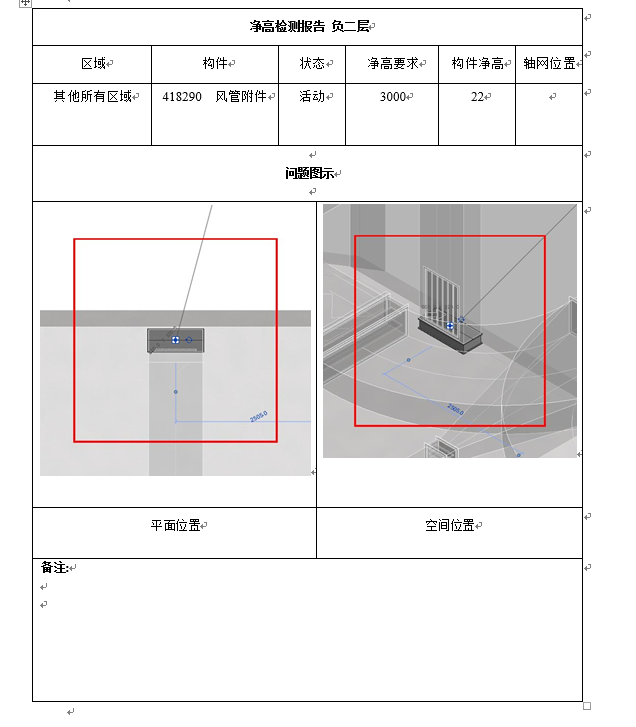 净高检测报告 负二层
区域 构件 状态 净高要求 构件净高 轴网位置
其他所有区域 418290 风管附件 活动 3000 22
问题图示
2505.0
2505.0
平面位置 空间位置
备注: